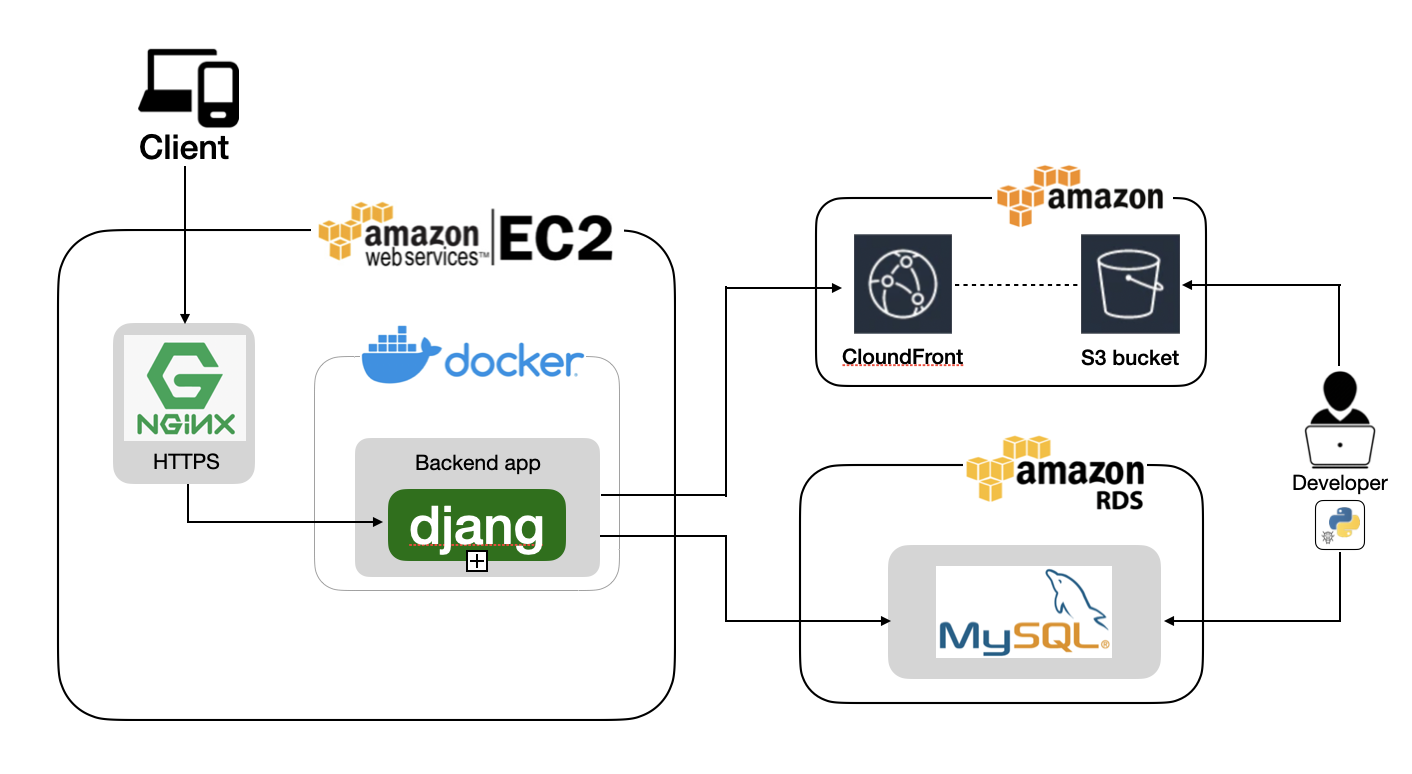 Client
amazon
web services™
EC2
NGiNX
HTTPS
docker.
Backend app
djang
amazon
CloundFront
S3 bucket
amazon
RDS
MySQL®
Developer